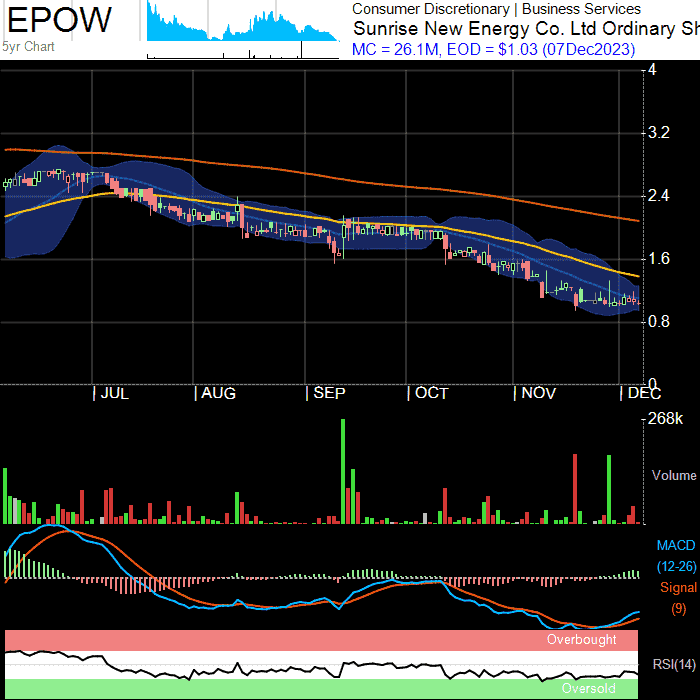 EPOW
5yr Chart
Consumer Discretionary | Business Services
Sunrise New Energy Co. Ltd Ordinary Sh
MC = 26.1M, EOD = $1.03 (07Dec2023)
4
3.2
2.4
1.6
0.8
0
| JUL | AUG | SEP | OCT | NOV | DEC
268k
Volume
MACD
(12-26)
Signal
(9)
Overbought
RSI(14)
Oversold